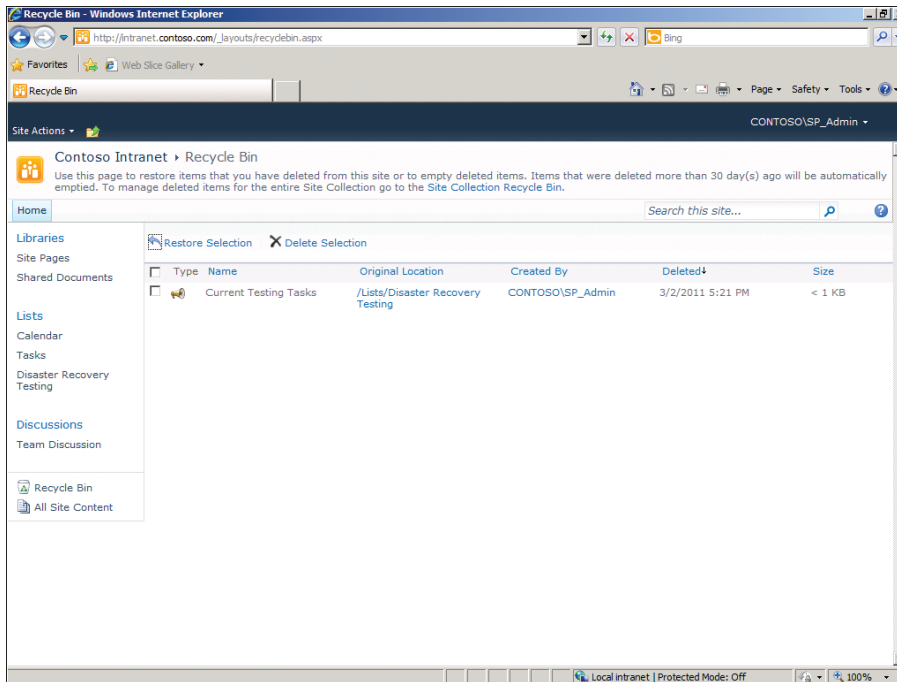 Recycle Bin - Windows Internet Explorer
http://intranet.contoso.com/_layouts/recyclebin.aspx
Bing
Favorites
Web Slice Gallery
Recycle Bin
Page
Safety
Tools
CONTOSO\SP_Admin
Site Actions
Contoso Intranet
Recycle Bin
Use this page to restore items that you have deleted from this site or to empty deleted items. Items that were deleted more than 30 day(s) ago will be automatically
emptied. To manage deleted items for the entire Site Collection go to the Site Collection Recycle Bin.
Home
Search this site...
Libraries
Site Pages
Shared Documents
Lists
Calendar
Tasks
Disaster Recovery
Testing
Discussions
Team Discussion
Recycle Bin
All Site Content
Restore Selection
Delete Selection
Type Name Original Location Created By Deleted Size
Current Testing Tasks /Lists/Disaster Recovery CONTOSO\SP_Admin 3/2/2011 5:21 PM < 1 KB
Testing
Local intranet | Protected Mode: Off
100%